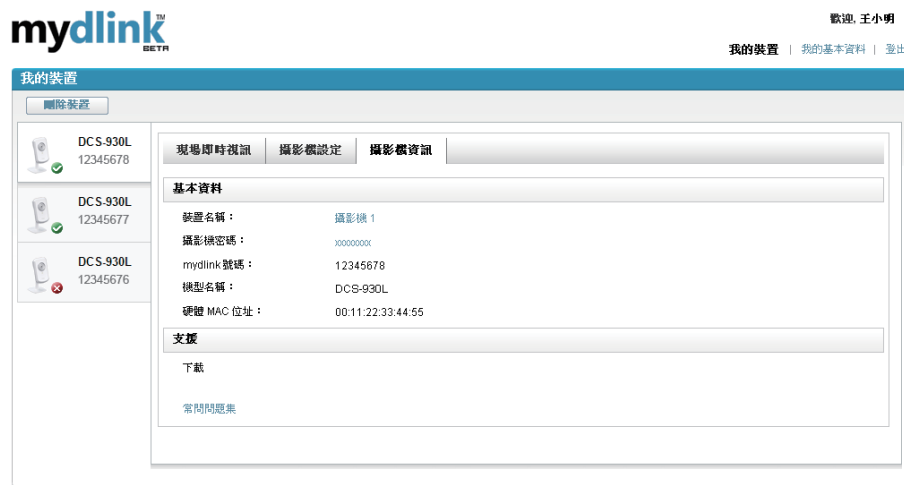 mydlink™
BETA
歡迎, 王小明
我的裝置 | 我的基本資料 | 登出
我的裝置
刪除裝置
DCS-930L
12345678
DCS-930L
12345677
DCS-930L
12345676
現場即時視訊 攝影機設定 攝影機資訊
基本資料
裝置名稱： 攝影機 1
攝影機密碼： xxxxxxxx
mydlink 號碼： 12345678
機型名稱： DCS-930L
硬體 MAC 位址： 00:11:22:33:44:55
支援
下載
常問問題集